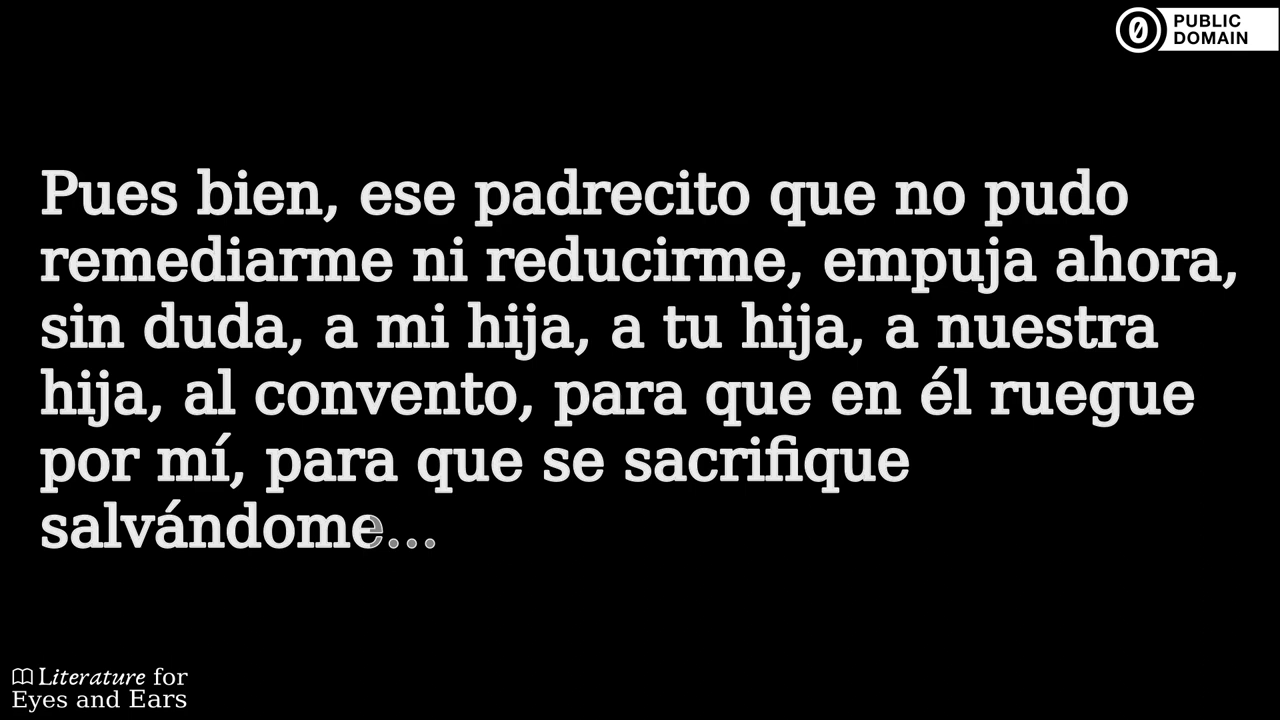 PUBLIC
DOMAIN
Pues bien, ese padrecito que no pudo
remediarme ni reducirme, empuja ahora,
sin duda, a mi hija, a tu hija, a nuestra
hija, al convento, para que en él ruegue
por mí, para que se sacrifique
salvándome...
Literature for
Eyes and Ears